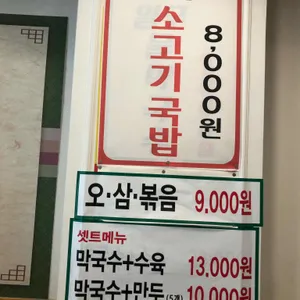 소고기국밥
8,000원
오·삼·볶음 9,000원
셋트메뉴
막국수+수육 13,000원
막국수+만두(5개) 10,000원